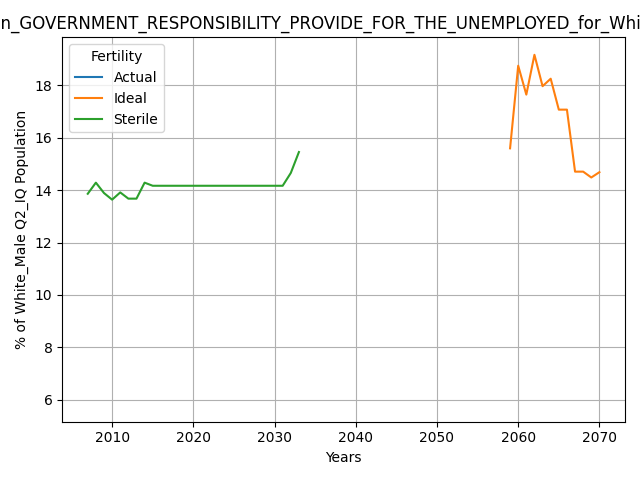 n_GOVERNMENT_RESPONSIBILITY_PROVIDE_FOR_THE_UNEMPLOYED_for_Whi
Fertility
Actual
Ideal
Sterile
% of White_Male Q2_IQ Population
18
16
14
12
10
8
6
2010 2020 2030 2040 2050 2060 2070
Years